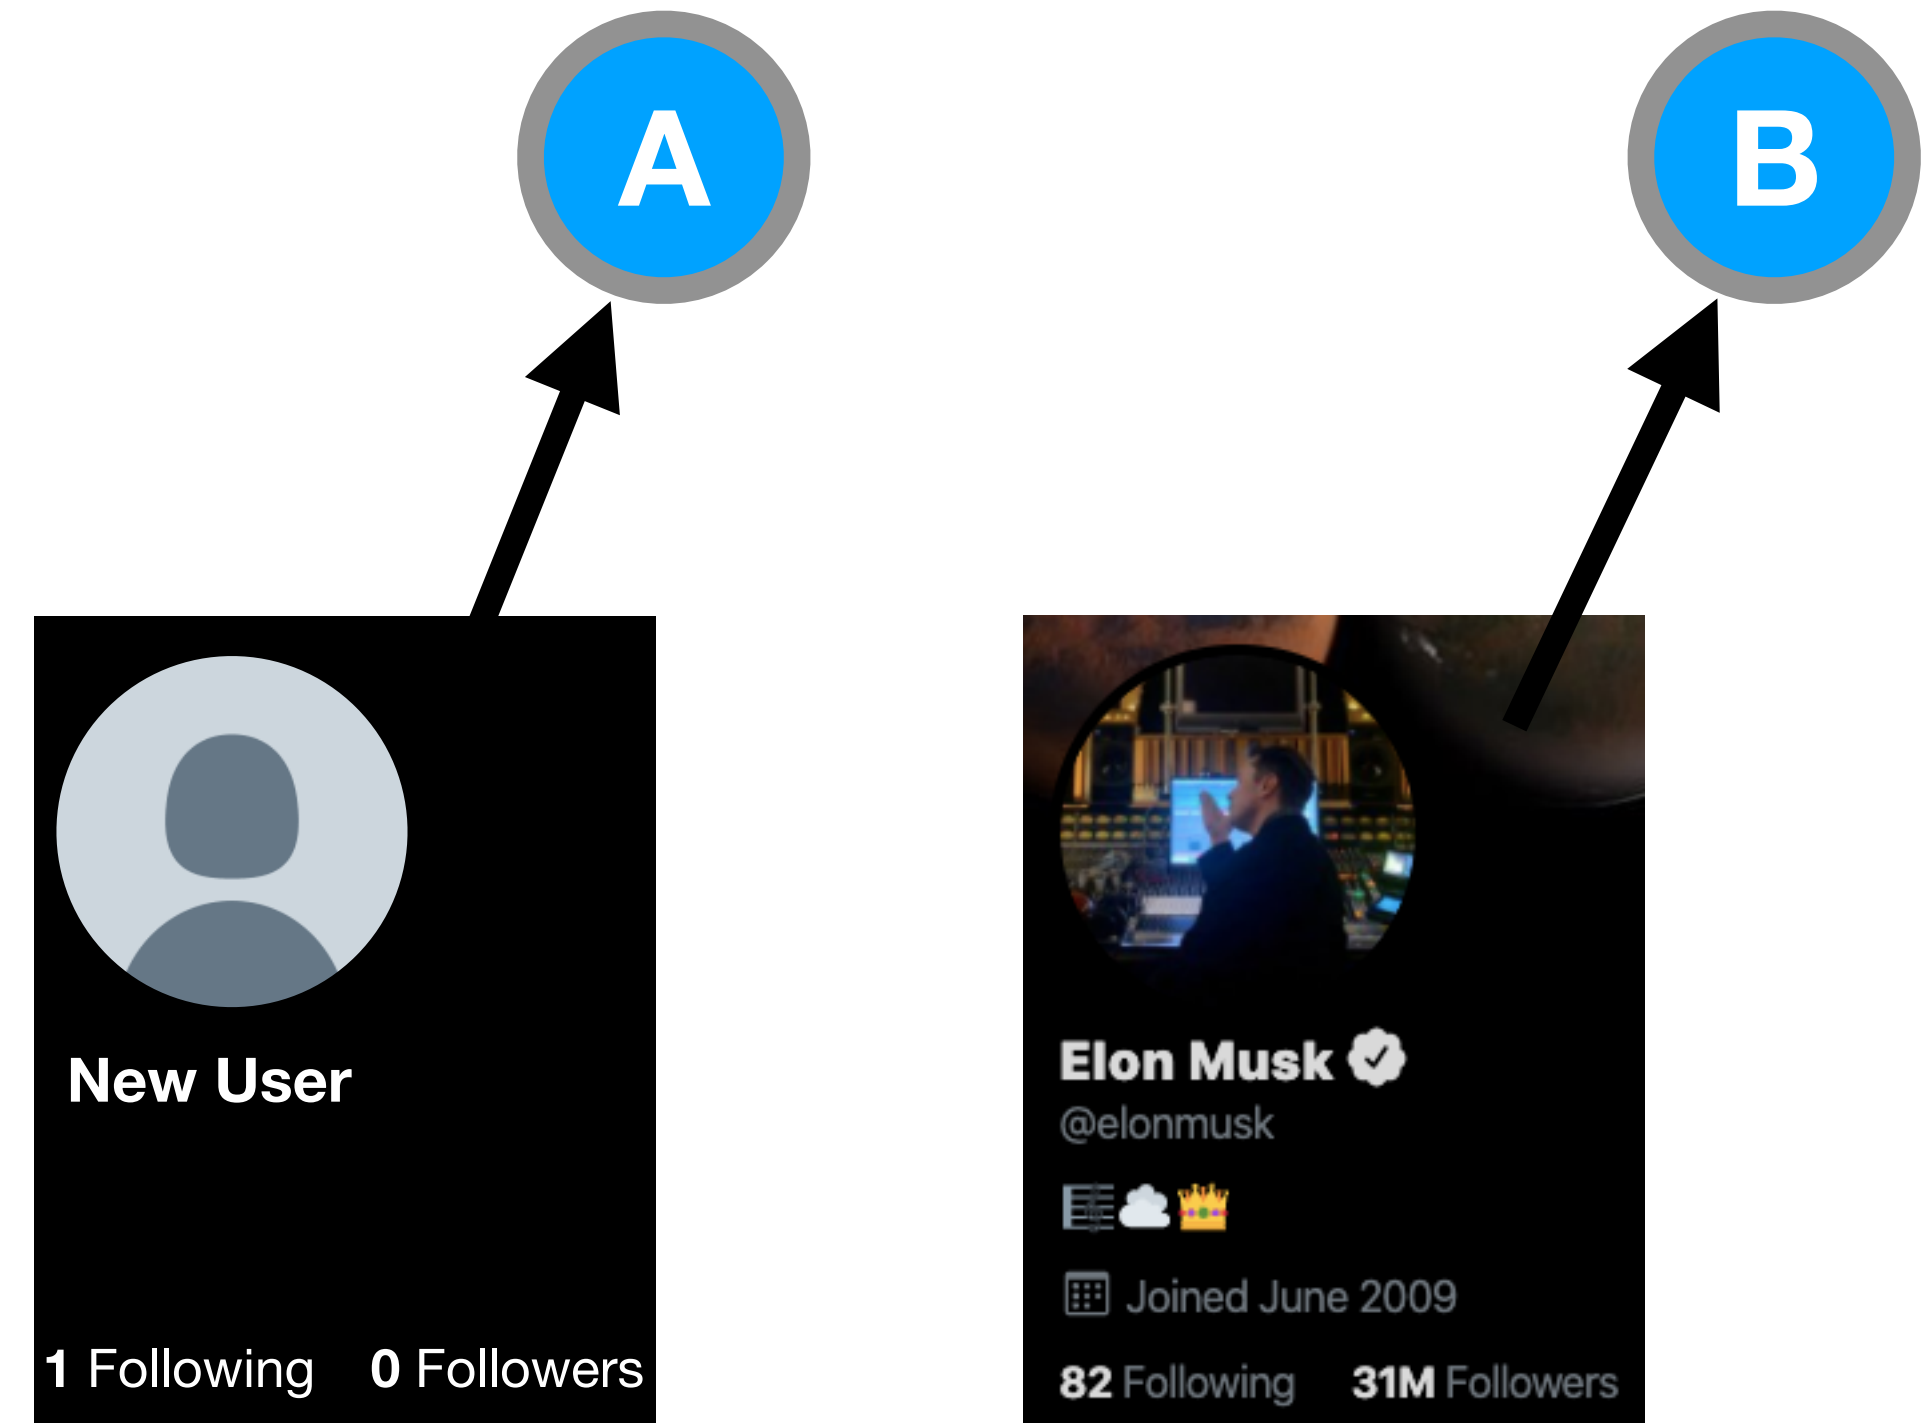 A
B
New User
1 Following 0 Followers
Elon Musk
@elonmusk
🎼☁️👑
Joined June 2009
82 Following 31M Followers